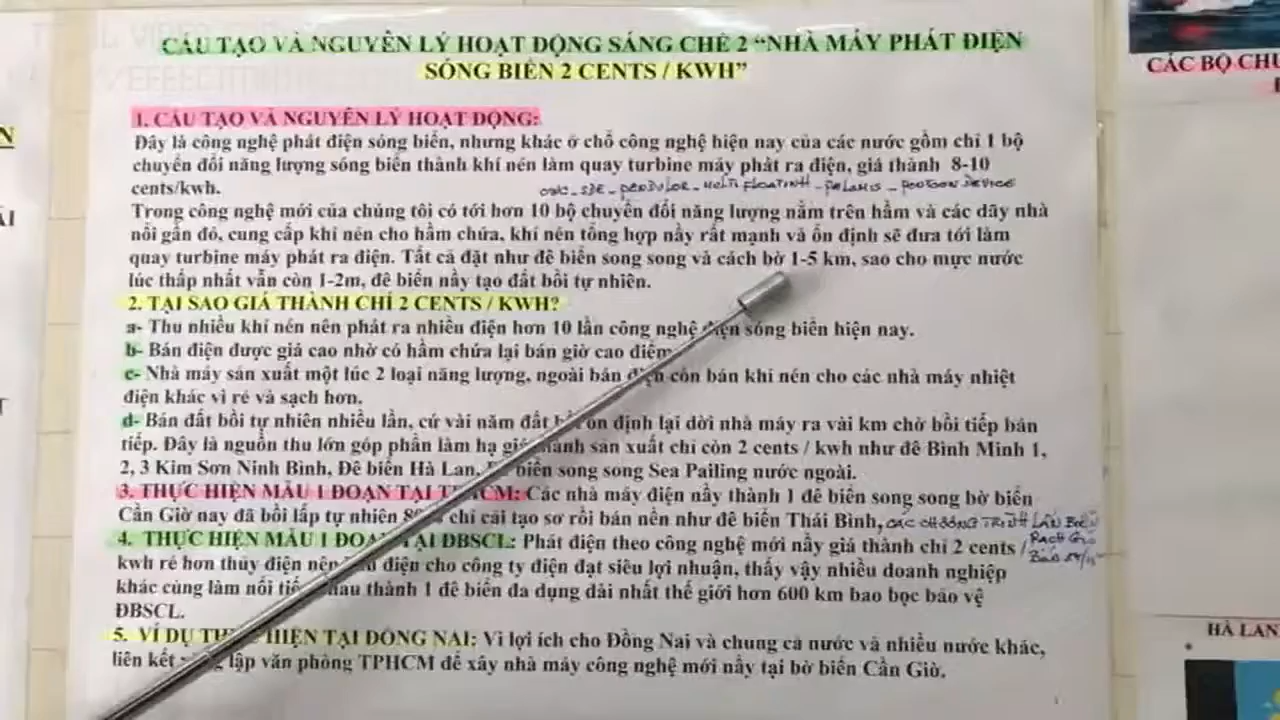 CẤU TẠO VÀ NGUYÊN LÝ HOẠT ĐỘNG SÁNG CHẾ 2 “NHÀ MÁY PHÁT ĐIỆN
SÓNG BIỂN 2 CENTS / KWH”
1. CẤU TẠO VÀ NGUYÊN LÝ HOẠT ĐỘNG:
Đây là công nghệ phát điện sóng biển, nhưng khác ở chỗ công nghệ hiện nay của các nước gồm chỉ 1 bộ
chuyển đổi năng lượng sóng biển thành khí nén làm quay turbine máy phát ra điện, giá thành 8-10
cents/kwh.
OWC - SDE - PENDULOR - MULTI FLOATING - PELAMIS - POSITION DEVICE
Trong công nghệ mới của chúng tôi có tới hơn 10 bộ chuyển đổi năng lượng nằm trên hầm và các dãy nhà
nổi gần đó, cung cấp khí nén cho hầm chứa, khí nén tổng hợp nầy rất mạnh và ổn định sẽ đưa tới làm
quay turbine máy phát ra điện. Tất cả đặt như đê biển song song và cách bờ 1-5 km, sao cho mực nước
lúc thấp nhất vẫn còn 1-2m, đê biển nầy tạo đất bồi tự nhiên.
2. TẠI SAO GIÁ THÀNH CHỈ 2 CENTS / KWH?
a- Thu nhiều khí nén nên phát ra nhiều điện hơn 10 lần công nghệ điện sóng biển hiện nay.
b- Bán điện được giá cao nhờ có hầm chứa lại bán giờ cao điểm
c- Nhà máy sản xuất một lúc 2 loại năng lượng, ngoài bán điện còn bán khí nén cho các nhà máy nhiệt
điện khác vì rẻ và sạch hơn.
d- Bán đất bồi tự nhiên nhiều lần, cứ vài năm đất ổn định lại dời nhà máy ra vài km chờ bồi tiếp bán
tiếp. Đây là nguồn thu lớn góp phần làm hạ giá thành sản xuất chỉ còn 2 cents / kwh như đê Bình Minh 1,
2, 3 Kim Sơn Ninh Bình, Đê biển Hà Lan, biển song song Sea Pailing nước ngoài.
3. THỰC HIỆN MẪU 1 ĐOẠN TẠI TPHCM: Các nhà máy điện nầy thành 1 đê biển song song bờ biển
Cần Giờ nay đã bồi lấp tự nhiên chỉ cải tạo sơ rồi bán nền như đê biển Thái Bình, CÁC CHƯƠNG TRÌNH LẤN BIỂN
RẠCH GIÁ
4. THỰC HIỆN MẪU 1 ĐOẠN TẠI ĐBSCL: Phát điện theo công nghệ mới nầy giá thành chỉ 2 cents /
kwh rẻ hơn thủy điện nên điện cho công ty điện đạt siêu lợi nhuận, thấy vậy nhiều doanh nghiệp
khác cùng làm nối tiếp nhau thành 1 đê biển đa dụng dài nhất thế giới hơn 600 km bao bọc bảo vệ
ĐBSCL.
5. VÍ DỤ THỰC HIỆN TẠI ĐỒNG NAI: Vì lợi ích cho Đồng Nai và chung cả nước và nhiều nước khác,
liên kết lập văn phòng TPHCM để xây nhà máy công nghệ mới nầy tại bờ biển Cần Giờ.
CÁC BỘ CHU
HÀ LAN